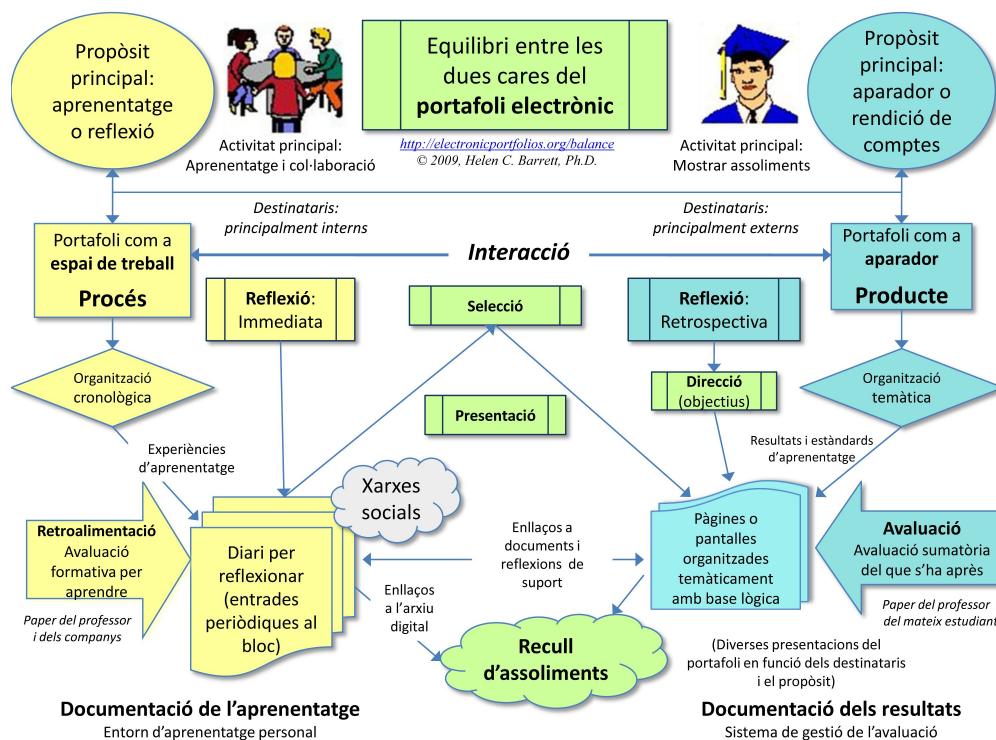 Propòsit
principal:
aprenentatge
o reflexió
Activitat principal:
Aprenentatge i col·laboració
Equilibri entre les
dues cares del
portafoli electrònic
http://electronicportfolios.org/balance
© 2009, Helen C. Barrett, Ph.D.
Activitat principal:
Mostrar assoliments
Propòsit
principal:
aparador o
rendició de
comptes
Destinataris:
principalment interns
Destinataris:
principalment externs
Portafoli com a
espai de treball
Procés
Interacció
Portafoli com a
aparador
Producte
Reflexió:
Immediata
Selecció
Reflexió:
Retrospectiva
Organització
cronològica
Presentació
Direcció
(objectius)
Organització
temàtica
Experiències
d’aprenentatge
Resultats i estàndards
d’aprenentatge
Xarxes
socials
Retroalimentació
Avaluació
formativa per
aprendre
Diari per
reflexionar
(entrades
periòdiques al
bloc)
Enllaços a
documents i
reflexions de
suport
Pàgines o
pantalles
organitzades
temàticament
amb base lògica
Avaluació
Avaluació sumatòria
del que s’ha après
Paper del professor
i dels companys
Enllaços
a l’arxiu
digital
Paper del professor
del mateix estudiant
Recull
d’assoliments
(Diverses presentacions del
portafoli en funció dels destinataris
i el propòsit)
Documentació de l’aprenentatge
Entorn d’aprenentatge personal
Documentació dels resultats
Sistema de gestió de l’avaluació